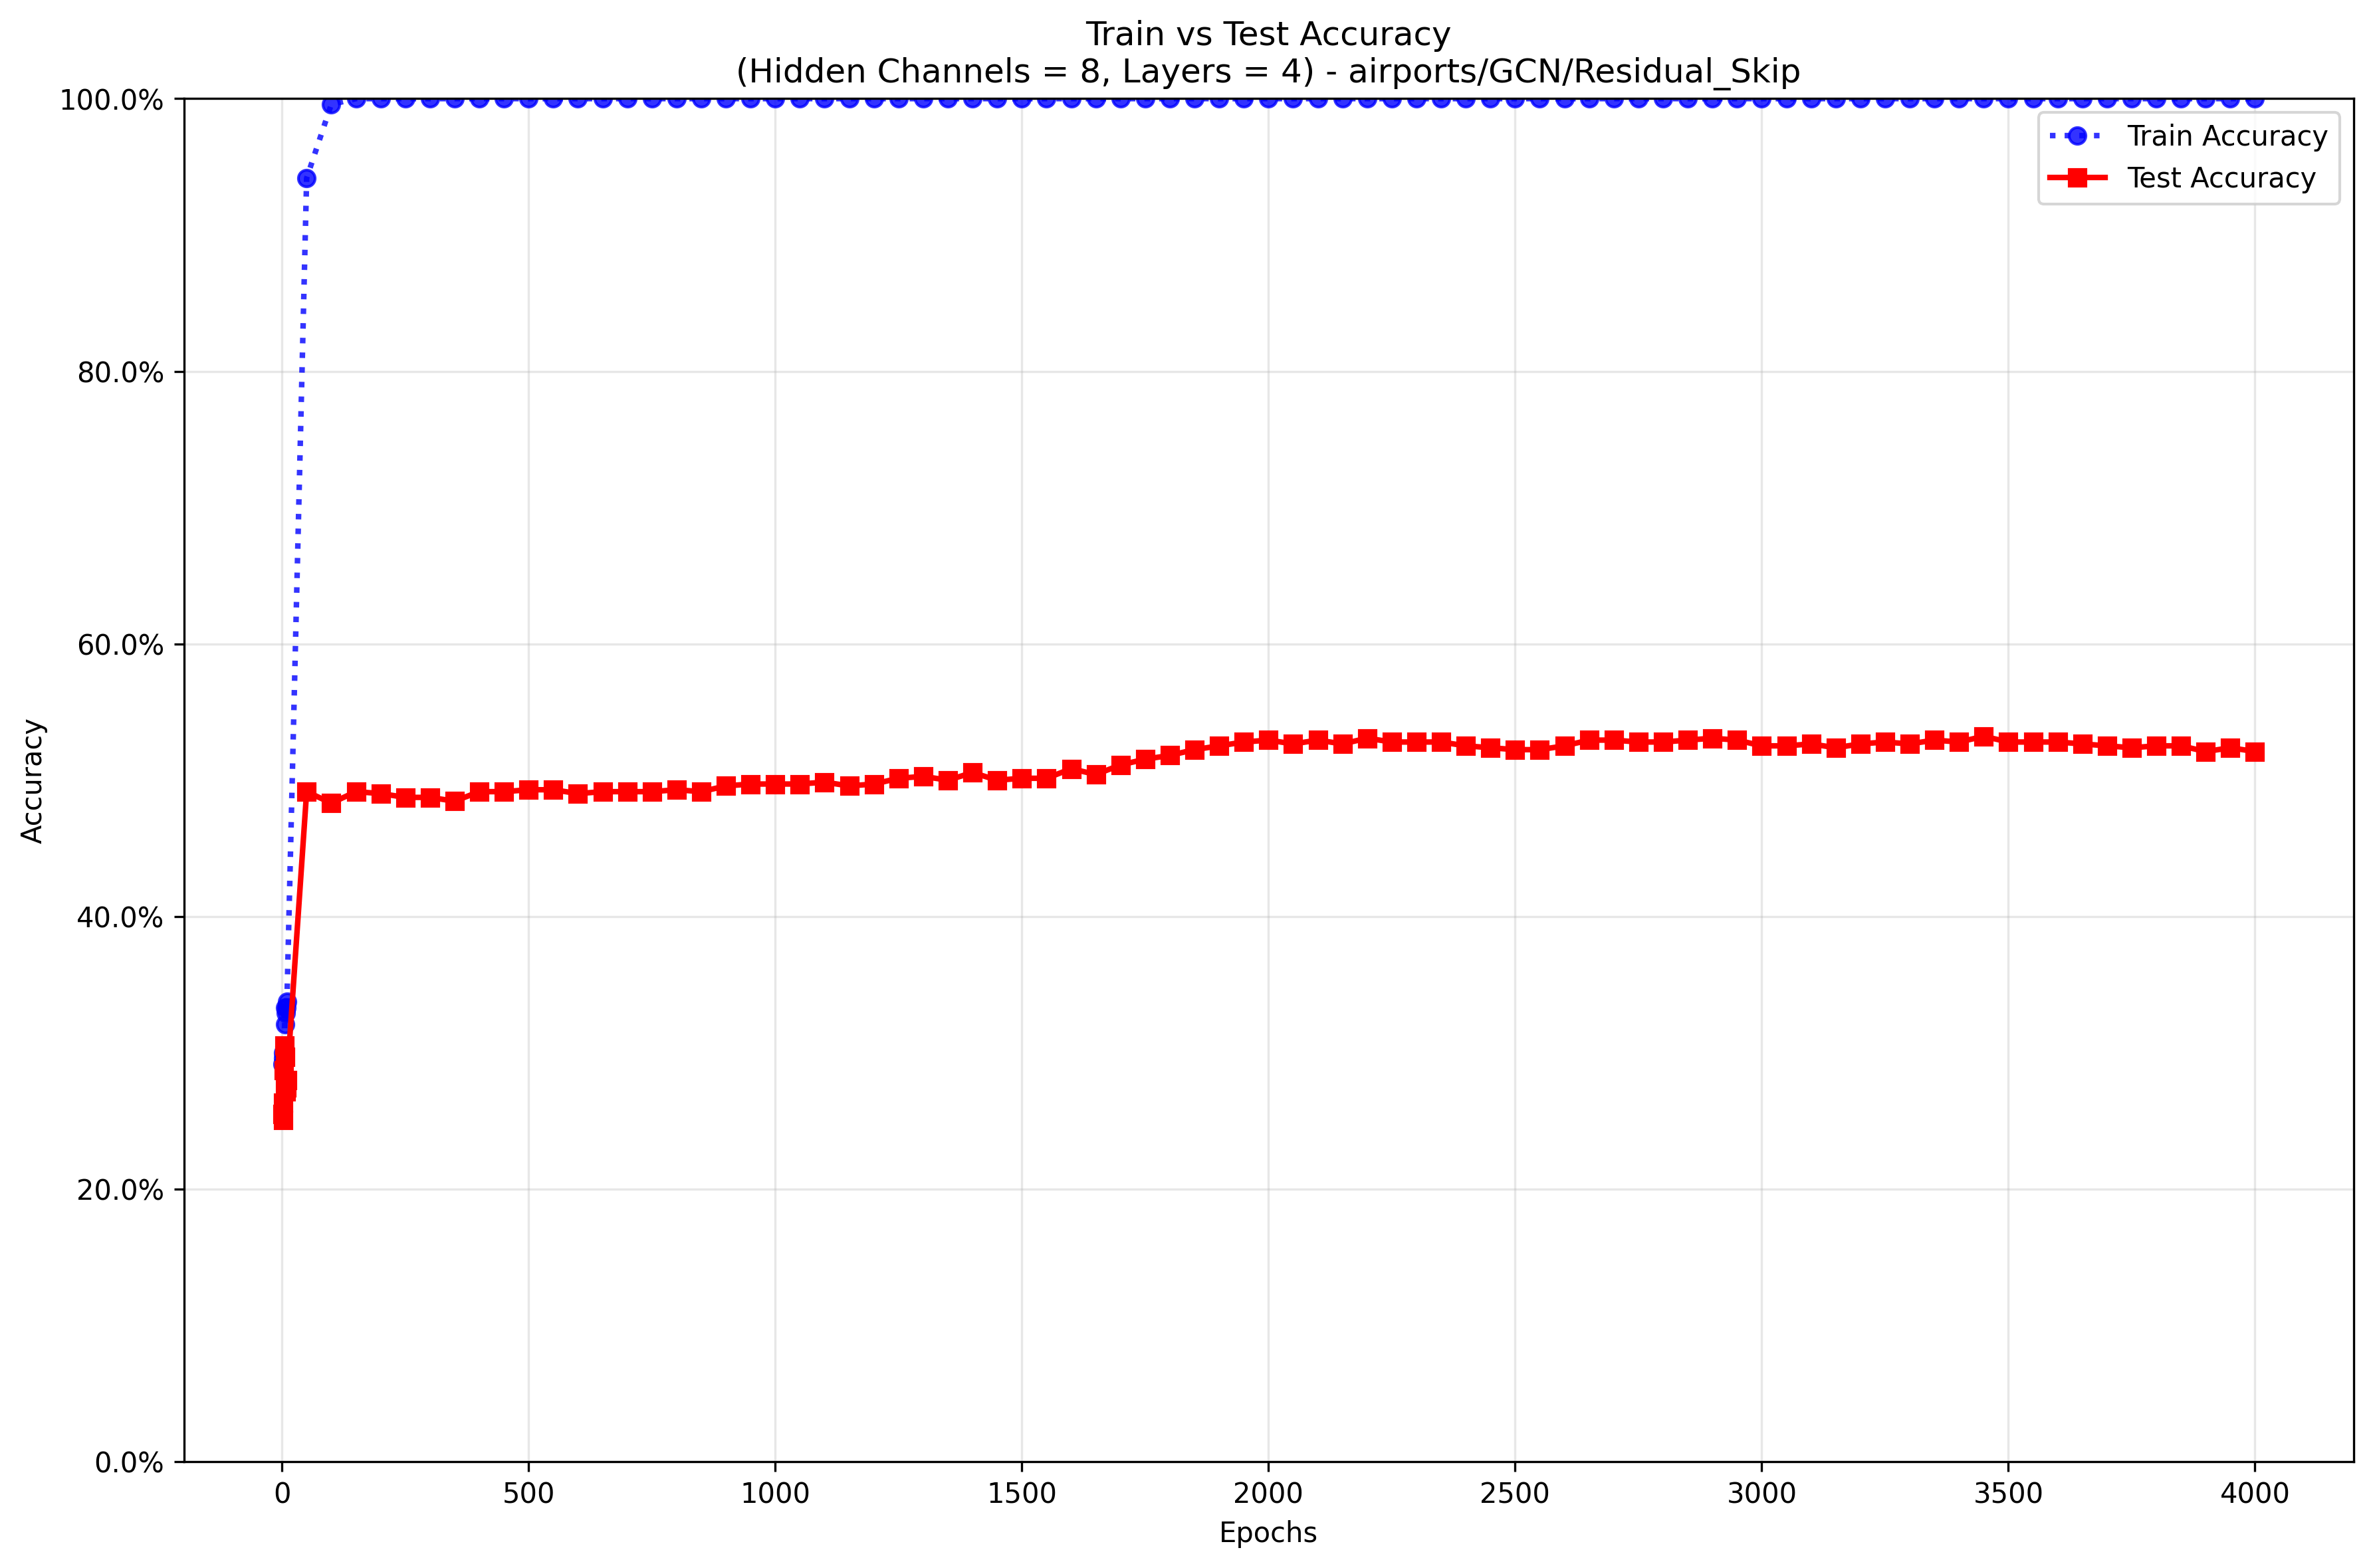 Train vs Test Accuracy
(Hidden Channels = 8, Layers = 4) - airports/GCN/Residual_Skip
100.0%
80.0%
60.0%
40.0%
20.0%
0.0%
Accuracy
Train Accuracy
Test Accuracy
0 500 1000 1500 2000 2500 3000 3500 4000
Epochs